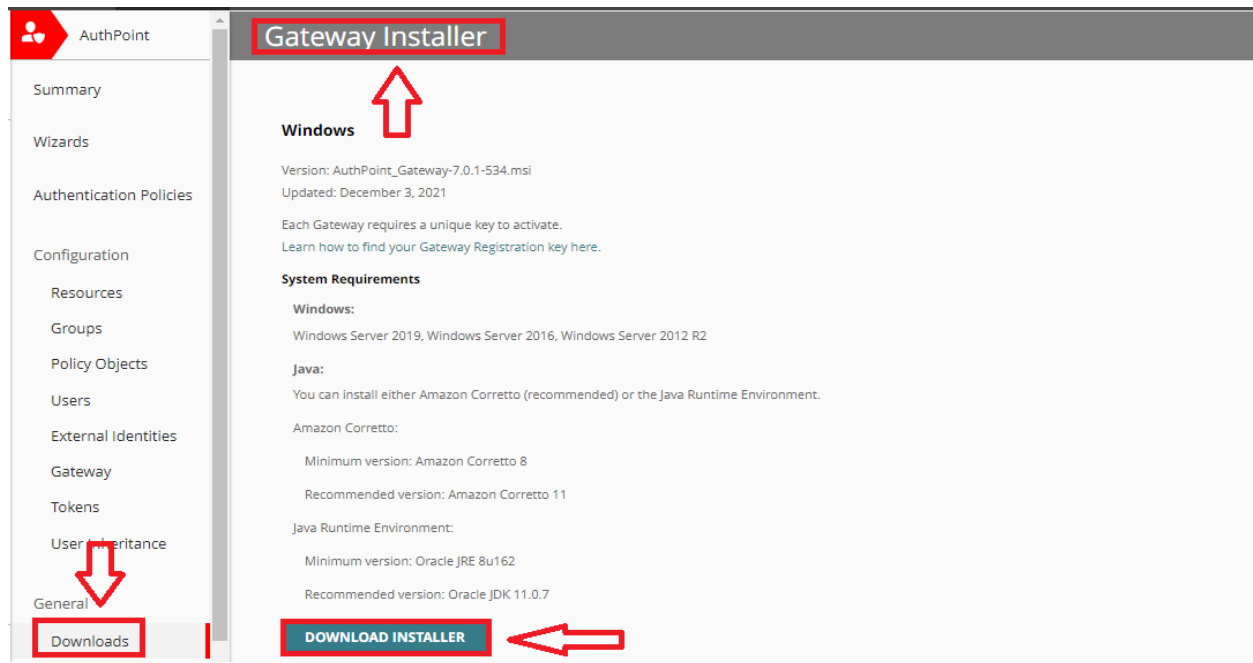 AuthPoint
Summary
Wizards
Authentication Policies
Configuration
Resources
Groups
Policy Objects
Users
External Identities
Gateway
Tokens
User Inheritance
General
Downloads
Gateway Installer
Windows
Version: AuthPoint_Gateway-7.0.1-534.msi
Updated: December 3, 2021
Each Gateway requires a unique key to activate.
Learn how to find your Gateway Registration key here.
System Requirements
Windows:
Windows Server 2019, Windows Server 2016, Windows Server 2012 R2
Java:
You can install either Amazon Corretto (recommended) or the Java Runtime Environment.
Amazon Corretto:
Minimum version: Amazon Corretto 8
Recommended version: Amazon Corretto 11
Java Runtime Environment:
Minimum version: Oracle JRE 8u162
Recommended version: Oracle JDK 11.0.7
DOWNLOAD INSTALLER